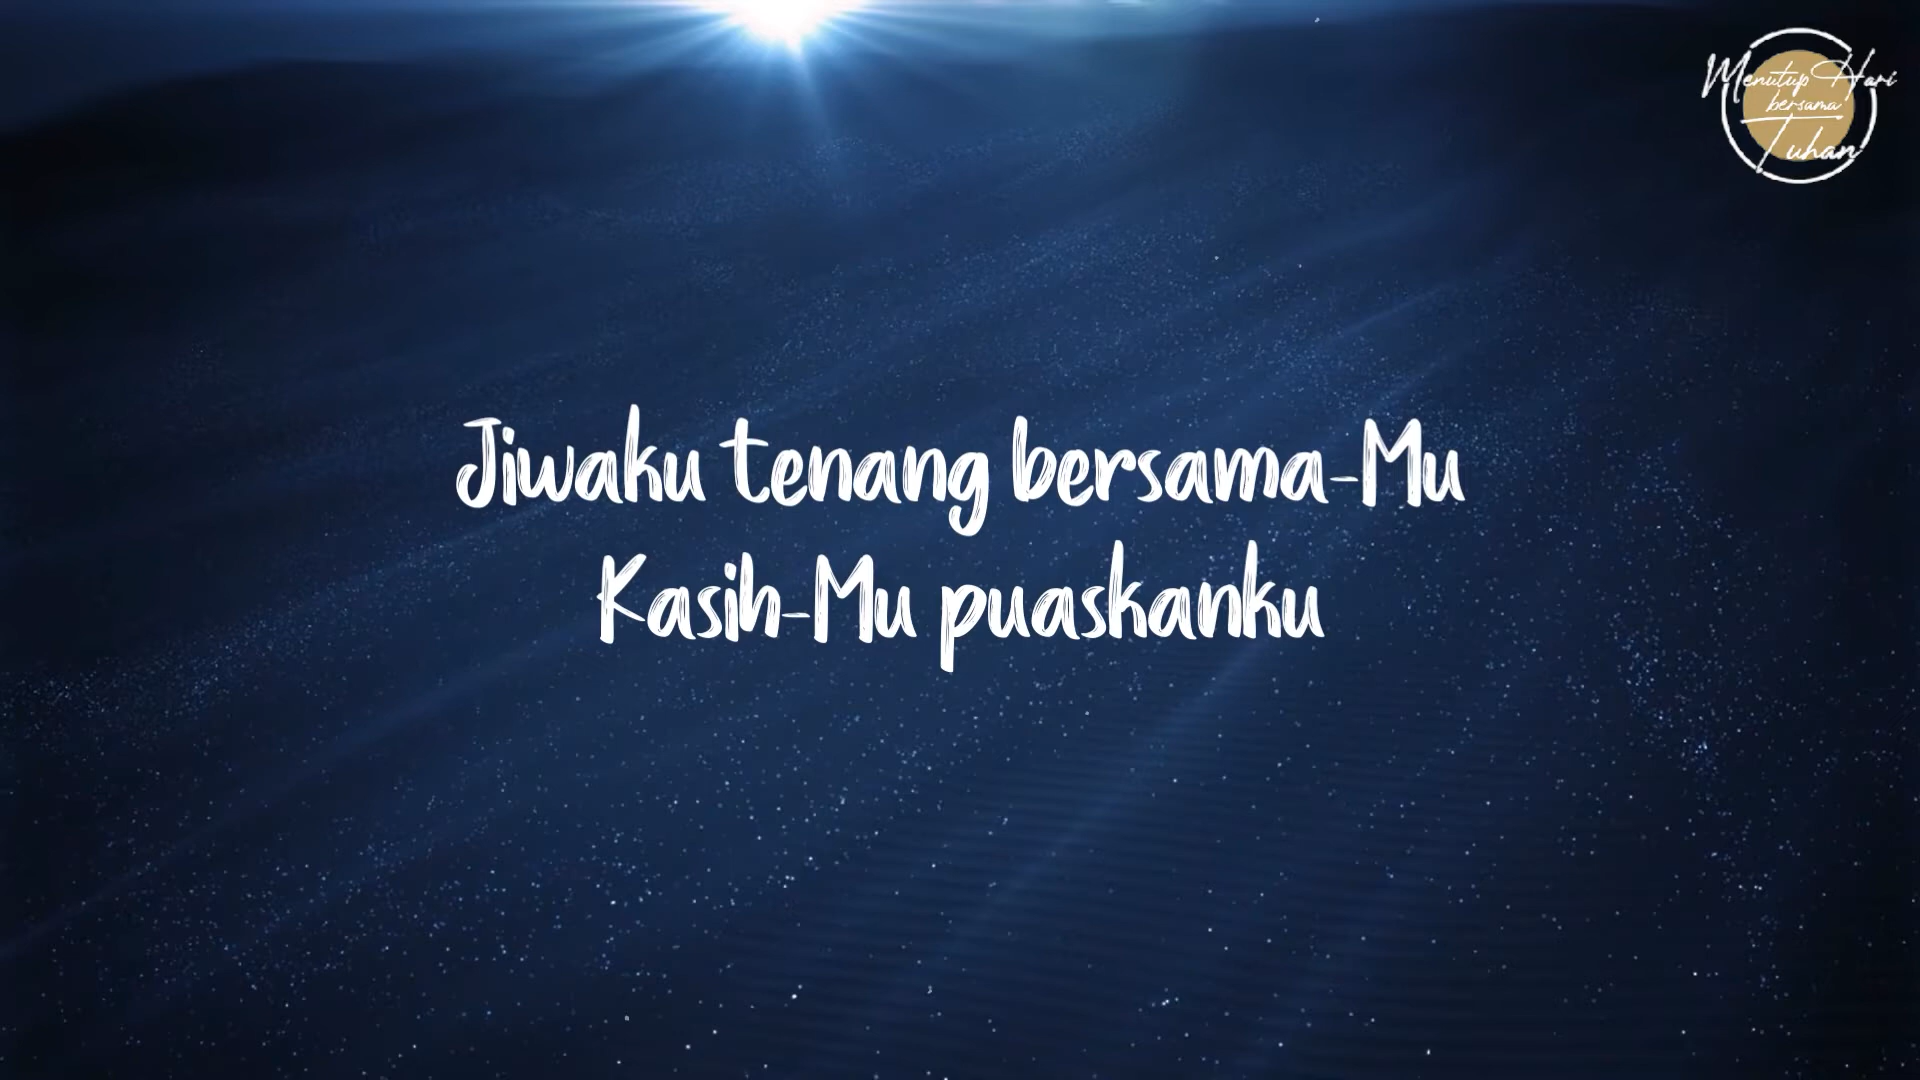 Menutup Hari
bersama
Tuhan
Jiwaku tenang bersama-Mu
Kasih-Mu puaskanku